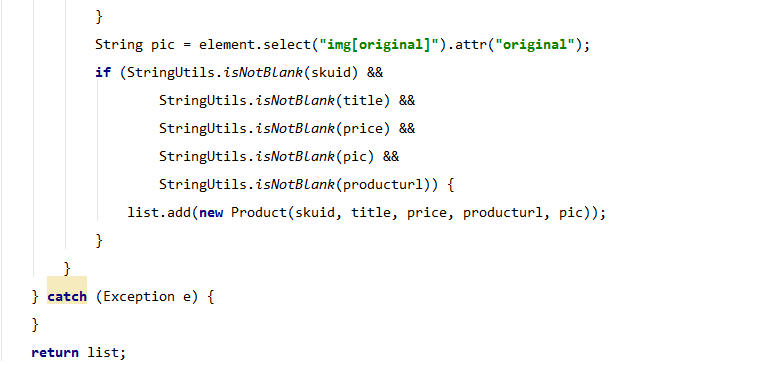 }
String pic = element.select("img[original]").attr("original");
if (StringUtils.isNotBlank(skuid) &&
StringUtils.isNotBlank(title) &&
StringUtils.isNotBlank(price) &&
StringUtils.isNotBlank(pic) &&
StringUtils.isNotBlank(producturl)) {
list.add(new Product(skuid, title, price, producturl, pic));
}
}
} catch (Exception e) {
}
return list;